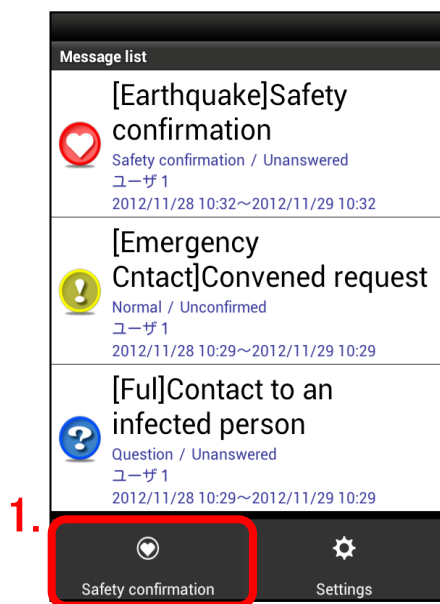 Message list
[Earthquake]Safety
confirmation
Safety confirmation / Unanswered
ユーザ 1
2012/11/28 10:32～2012/11/29 10:32
[Emergency
Cntact]Convened request
Normal / Unconfirmed
ユーザ 1
2012/11/28 10:29～2012/11/29 10:29
[Ful]Contact to an
infected person
Question / Unanswered
ユーザ 1
2012/11/28 10:29～2012/11/29 10:29
1.
Safety confirmation
Settings